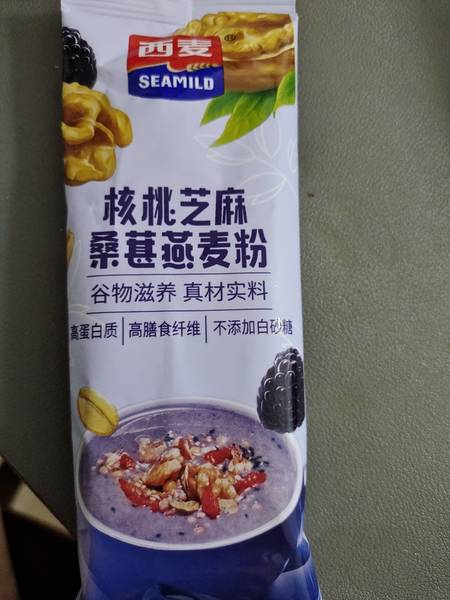 西麦®
SEAMILD
核桃芝麻
桑葚燕麦粉
谷物滋养 真材实料
高蛋白质|高膳食纤维|不添加白砂糖